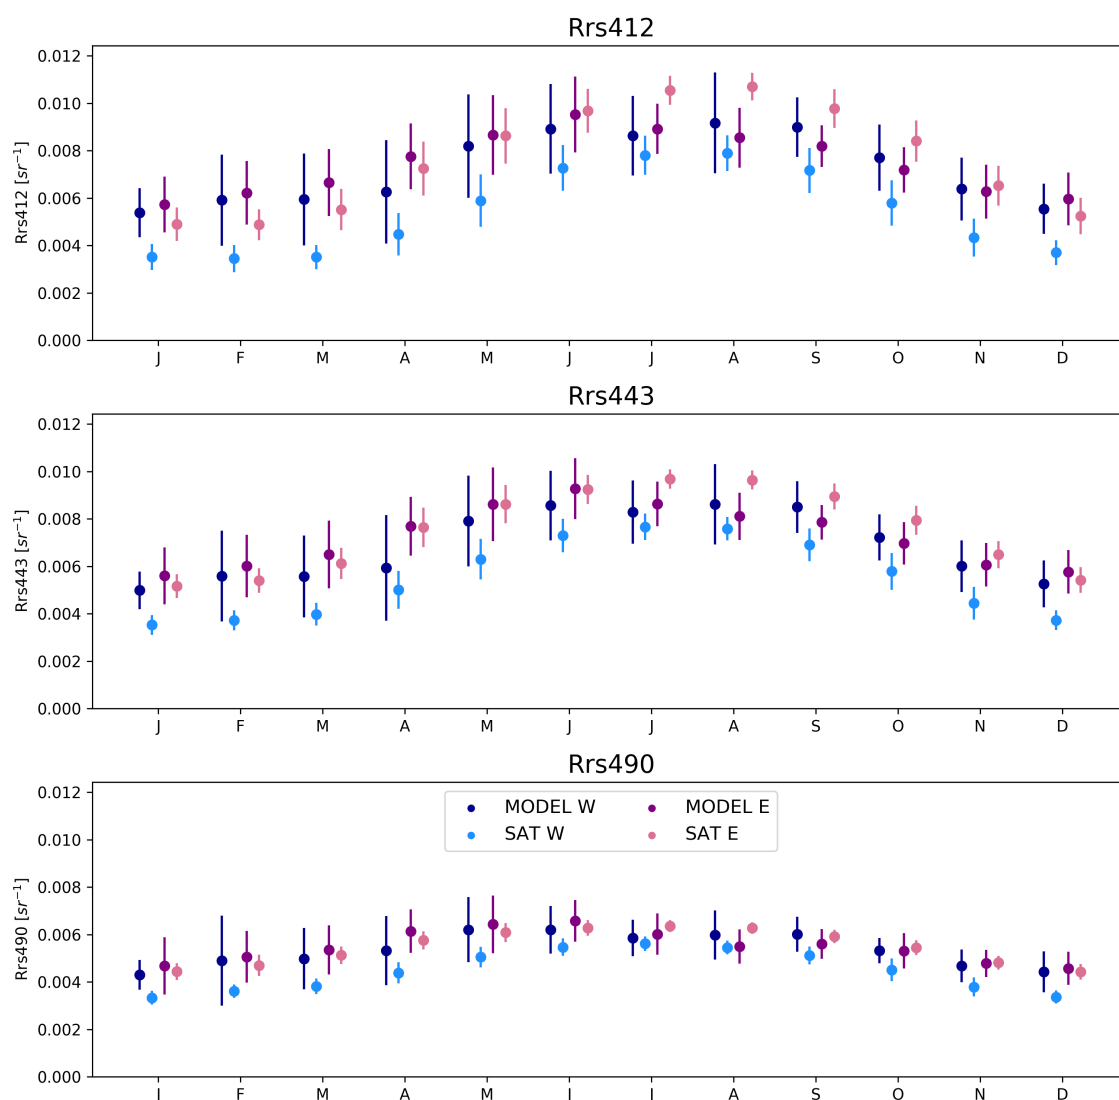 Rrs412
Rrs412 [sr⁻¹]
0.012
0.010
0.008
0.006
0.004
0.002
0.000
J F M A M J J A S O N D
Rrs443
Rrs443 [sr⁻¹]
0.012
0.010
0.008
0.006
0.004
0.002
0.000
J F M A M J J A S O N D
Rrs490
Rrs490 [sr⁻¹]
0.012
0.010
0.008
0.006
0.004
0.002
0.000
MODEL W MODEL E
SAT W SAT E
J F M A M J J A S O N D